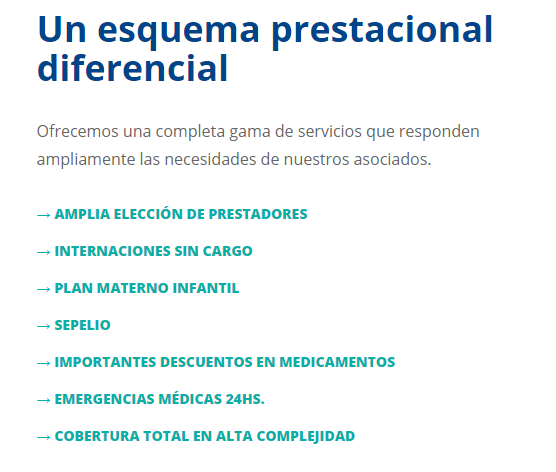 Un esquema prestacional
diferencial
Ofrecemos una completa gama de servicios que responden
ampliamente las necesidades de nuestros asociados.
→ AMPLIA ELECCIÓN DE PRESTADORES
→ INTERNACIONES SIN CARGO
→ PLAN MATERNO INFANTIL
→ SEPELIO
→ IMPORTANTES DESCUENTOS EN MEDICAMENTOS
→ EMERGENCIAS MÉDICAS 24HS.
→ COBERTURA TOTAL EN ALTA COMPLEJIDAD